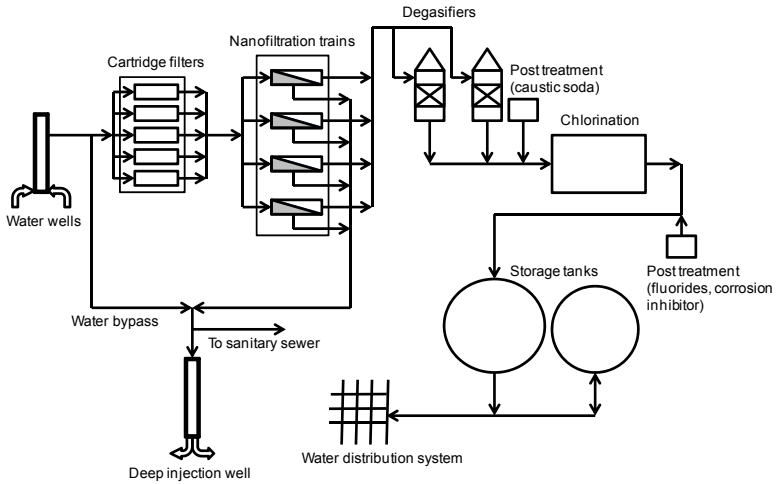 Degasifiers
Nanofiltration trains
Cartridge filters
Post treatment
(caustic soda)
Chlorination
Water wells
Storage tanks
Post treatment
(fluorides, corrosion
inhibitor)
Water bypass
To sanitary sewer
Water distribution system
Deep injection well